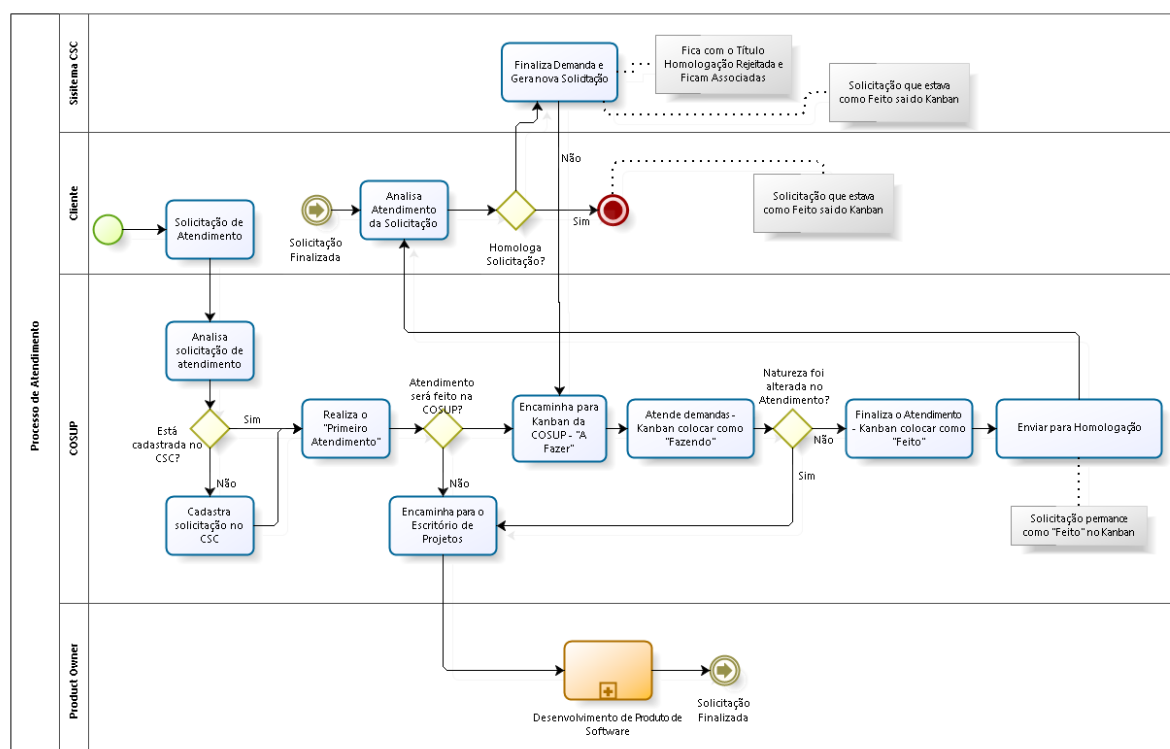 Processo de Atendimento
Sisitema CSC
Finaliza Demanda e
Gera nova Solicitação
Fica com o Título
Homologação Rejeitada e
Ficam Associadas
Solicitação que estava
como Feito sai do Kanban
Não
Cliente
Solicitação de
Atendimento
Solicitação
Finalizada
Analisa
Atendimento
da Solicitação
Homologa
Solicitação?
Sim
Solicitação que estava
como Feito sai do Kanban
COSUP
Analisa
solicitação de
atendimento
Está
cadastrada no
CSC?
Sim
Não
Cadastra
solicitação no
CSC
Realiza o
"Primeiro
Atendimento"
Atendimento
será feito na
COSUP?
Não
Encaminha para o
Escritório de
Projetos
Encaminha para
Kanban da
COSUP - "A
Fazer"
Atende demandas -
Kanban colocar como
"Fazendo"
Natureza foi
alterada no
Atendimento?
Não
Sim
Finaliza o Atendimento
- Kanban colocar como
"Feito"
Enviar para Homologação
Solicitação permance
como "Feito" no Kanban
Product Owner
Desenvolvimento de Produto de
Software
Solicitação
Finalizada